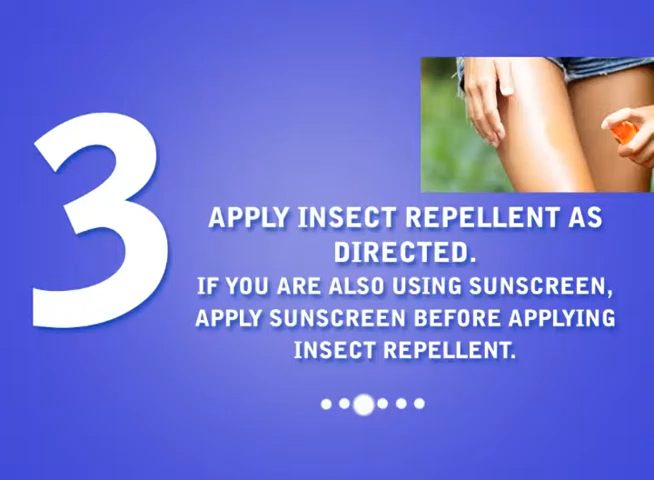 3
APPLY INSECT REPELLENT AS
DIRECTED.
IF YOU ARE ALSO USING SUNSCREEN,
APPLY SUNSCREEN BEFORE APPLYING
INSECT REPELLENT.